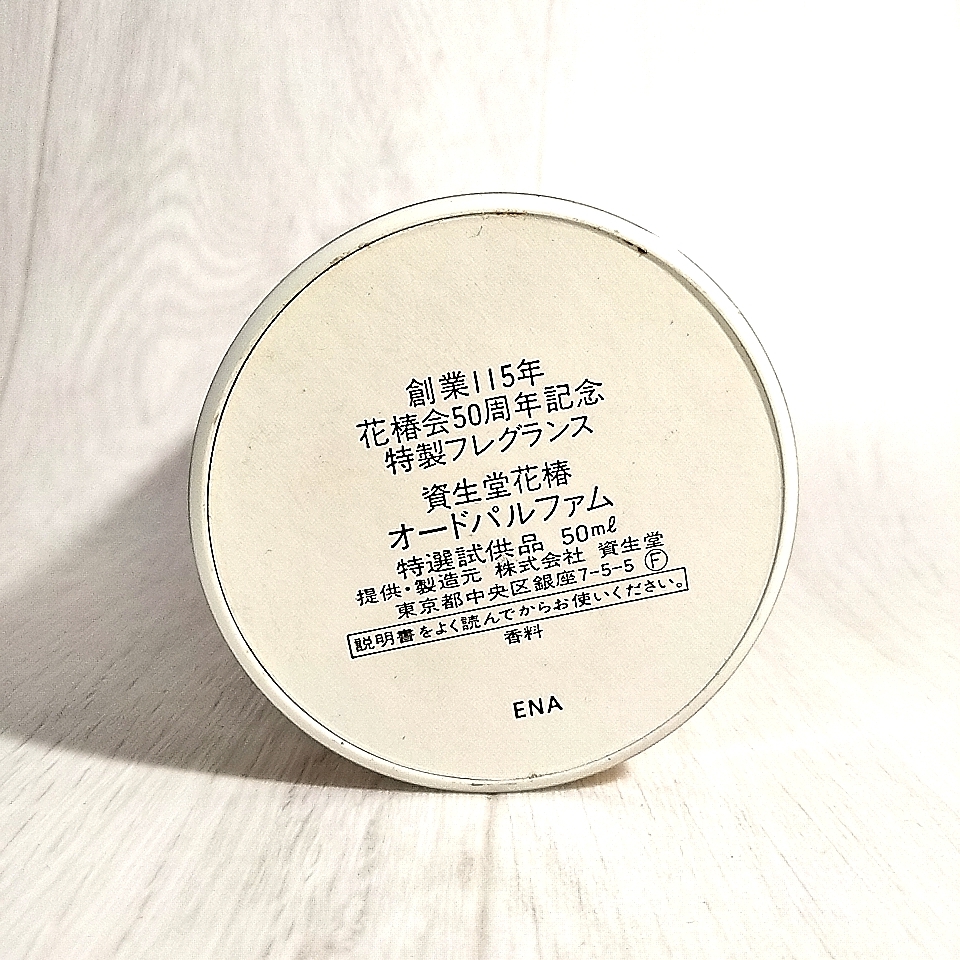 創業115年
花椿会50周年記念
特製フレグランス
資生堂花椿
オードパルファム
特選試供品 50ml
提供・製造元 株式会社 資生堂
東京都中央区銀座7-5-5 Ⓕ
説明書をよく読んでからお使いください。
香料
ENA